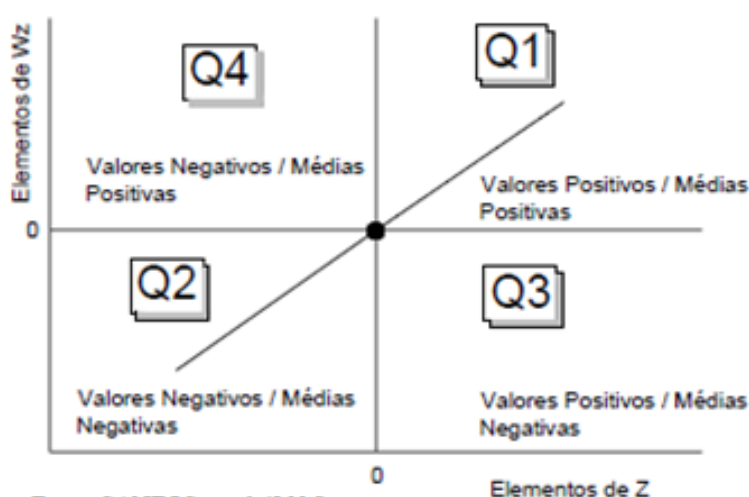 Elementos de Wz
Q4
Q1
Valores Negativos / Médias
Positivas
Valores Positivos / Médias
Positivas
0
Q2
Q3
Valores Negativos / Médias
Negativas
Valores Positivos / Médias
Negativas
0
Elementos de Z